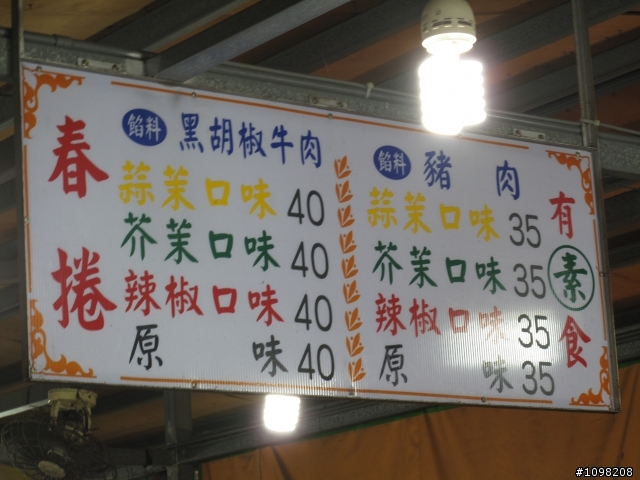 春捲
餡料 黑胡椒牛肉
蒜茉口味 40
芥茉口味 40
辣椒口味 40
原味 40
餡料 豬肉
蒜茉口味 35
芥茉口味 35
辣椒口味 35
原味 35
有素食
#1098208